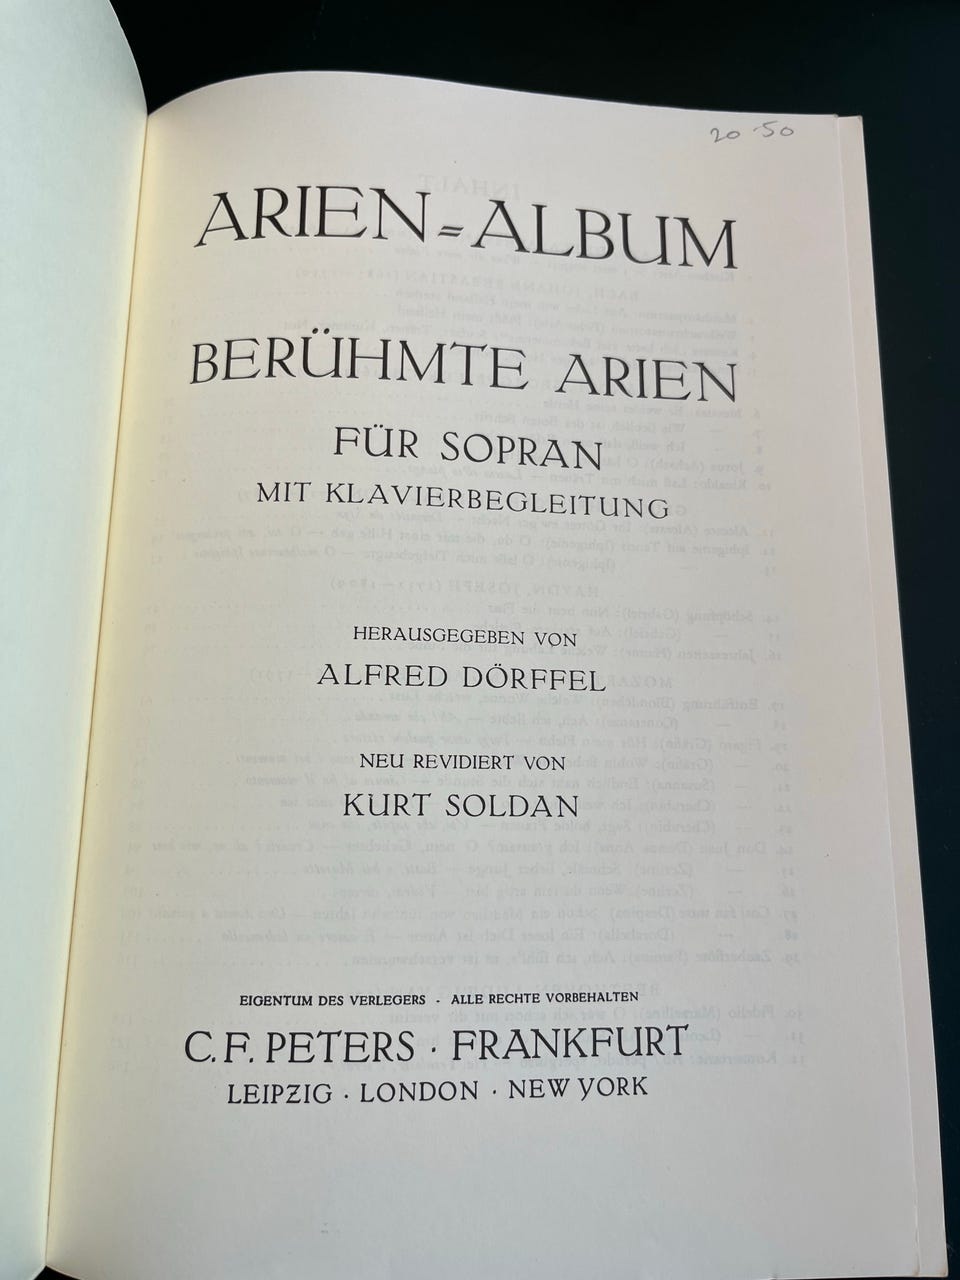 20.50
ARIEN=ALBUM
BERÜHMTE ARIEN
FÜR SOPRAN
MIT KLAVIERBEGLEITUNG
HERAUSGEGEBEN VON
ALFRED DÖRFFEL
NEU REVIDIERT VON
KURT SOLDAN
EIGENTUM DES VERLEGERS · ALLE RECHTE VORBEHALTEN
C. F. PETERS · FRANKFURT
LEIPZIG · LONDON · NEW YORK